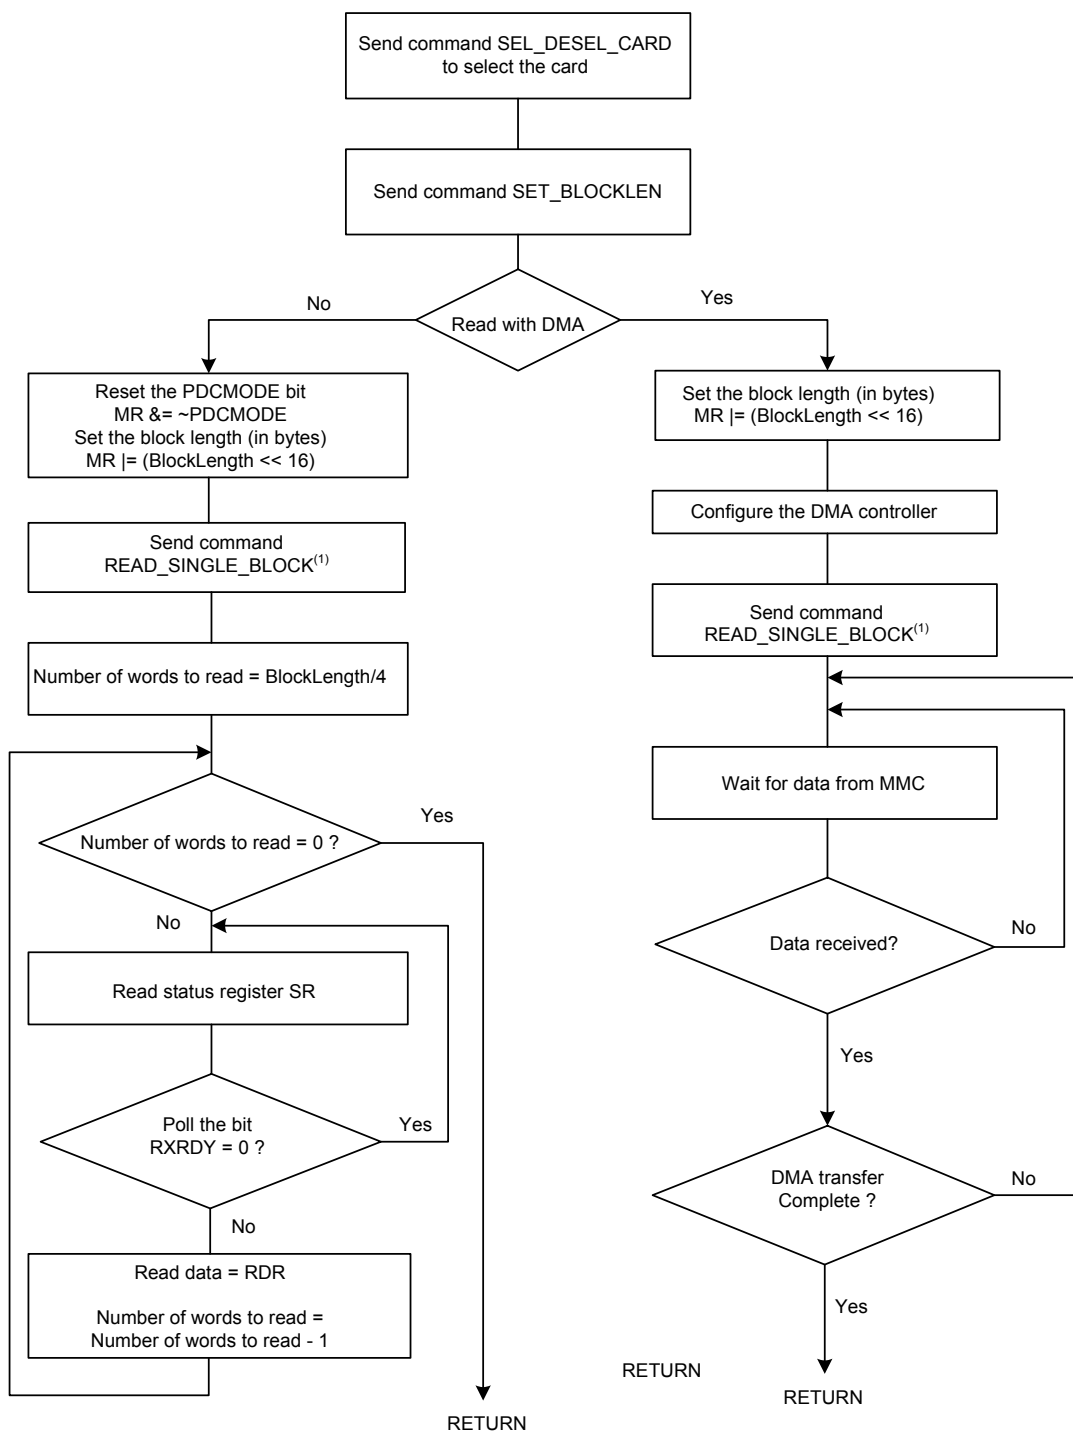 Send command SEL_DESEL_CARD
to select the card
Send command SET_BLOCKLEN
No
Yes
Read with DMA
Reset the PDCMODE bit
MR &= ~PDCMODE
Set the block length (in bytes)
MR |= (BlockLength << 16)
Send command
READ_SINGLE_BLOCK(1)
Number of words to read = BlockLength/4
Number of words to read = 0 ?
Yes
No
Read status register SR
Poll the bit
RXRDY = 0 ?
Yes
No
Read data = RDR
Number of words to read =
Number of words to read - 1
RETURN
Set the block length (in bytes)
MR |= (BlockLength << 16)
Configure the DMA controller
Send command
READ_SINGLE_BLOCK(1)
Wait for data from MMC
Data received?
No
Yes
DMA transfer
Complete ?
No
Yes
RETURN
RETURN